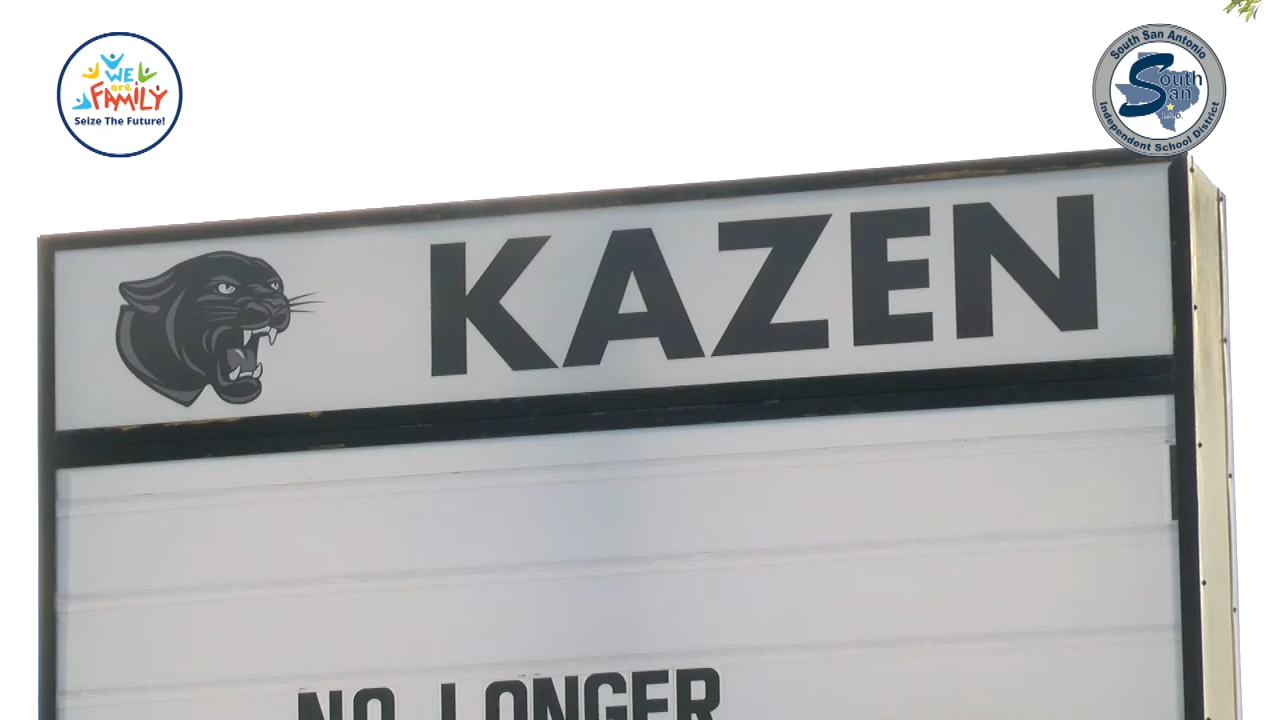 WE
are
FAMILY
Seize The Future!
South San Antonio
South
San
I.S.D.
Independent School District
KAZEN
NO LONGER